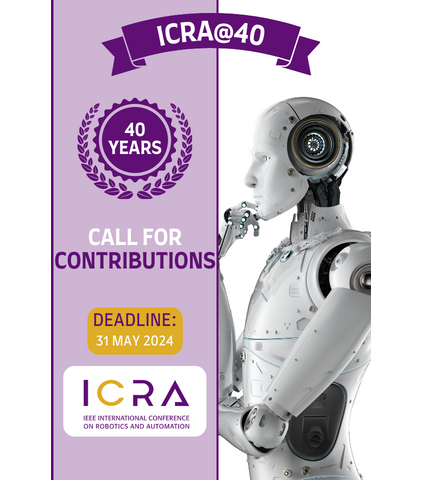 ICRA@40
40
YEARS
CALL FOR
CONTRIBUTIONS
DEADLINE:
31 MAY 2024
ICRA
IEEE INTERNATIONAL CONFERENCE
ON ROBOTICS AND AUTOMATION